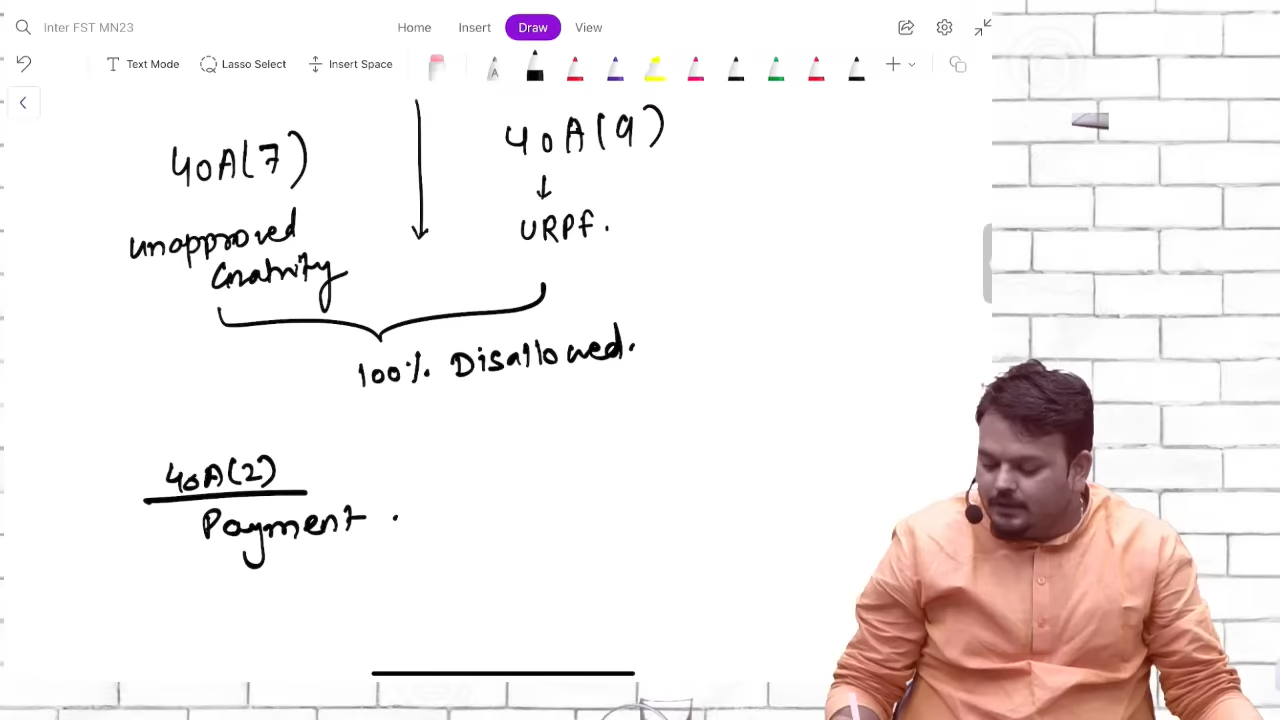 Inter FST MN23
Home Insert Draw View
Text Mode Lasso Select Insert Space
A
40A(7)
40A(9)
unapproved
Gratuity
URPF.
100% Disallowed.
40A(2)
Payment